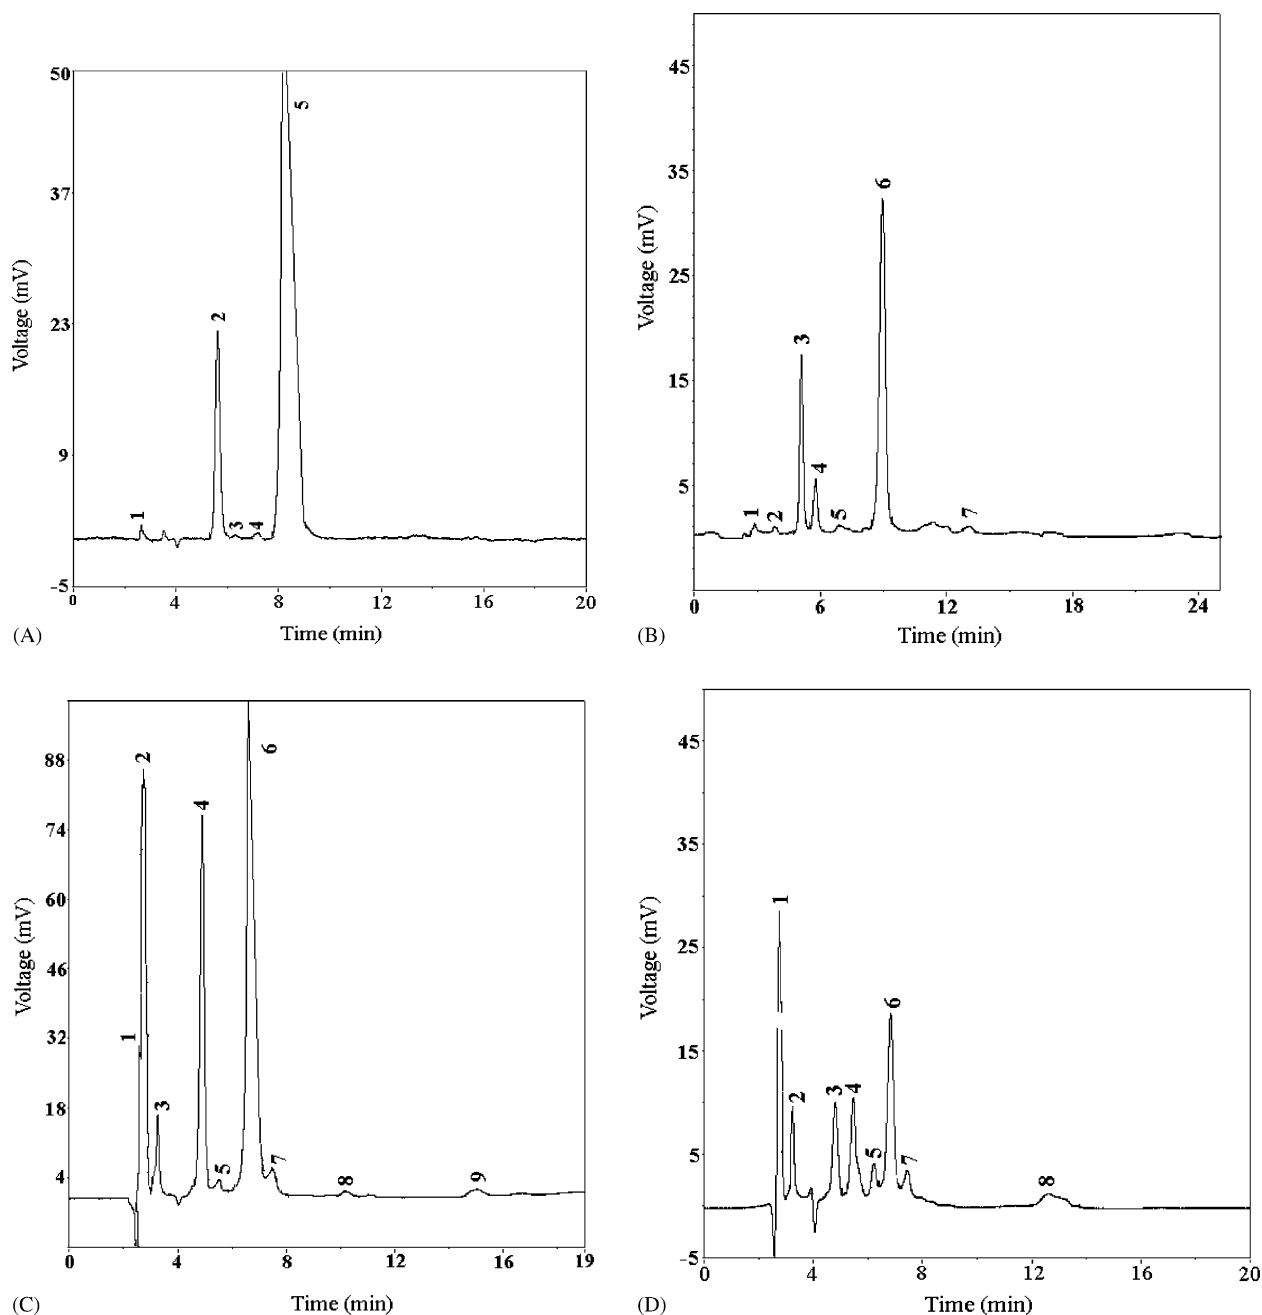 50
37
23
9
-5
0 4 8 12 16 20
Voltage (mV)
Time (min)
1 2 3 4 5
(A)
45
35
25
15
5
0 6 12 18 24
Voltage (mV)
Time (min)
1 2 3 4 5 6 7
(B)
88
74
60
46
32
18
4
0 4 8 12 16 19
Voltage (mV)
Time (min)
1 2 3 4 5 6 7 8 9
(C)
45
35
25
15
5
-5
0 4 8 12 16 20
Voltage (mV)
Time (min)
1 2 3 4 5 6 7 8
(D)